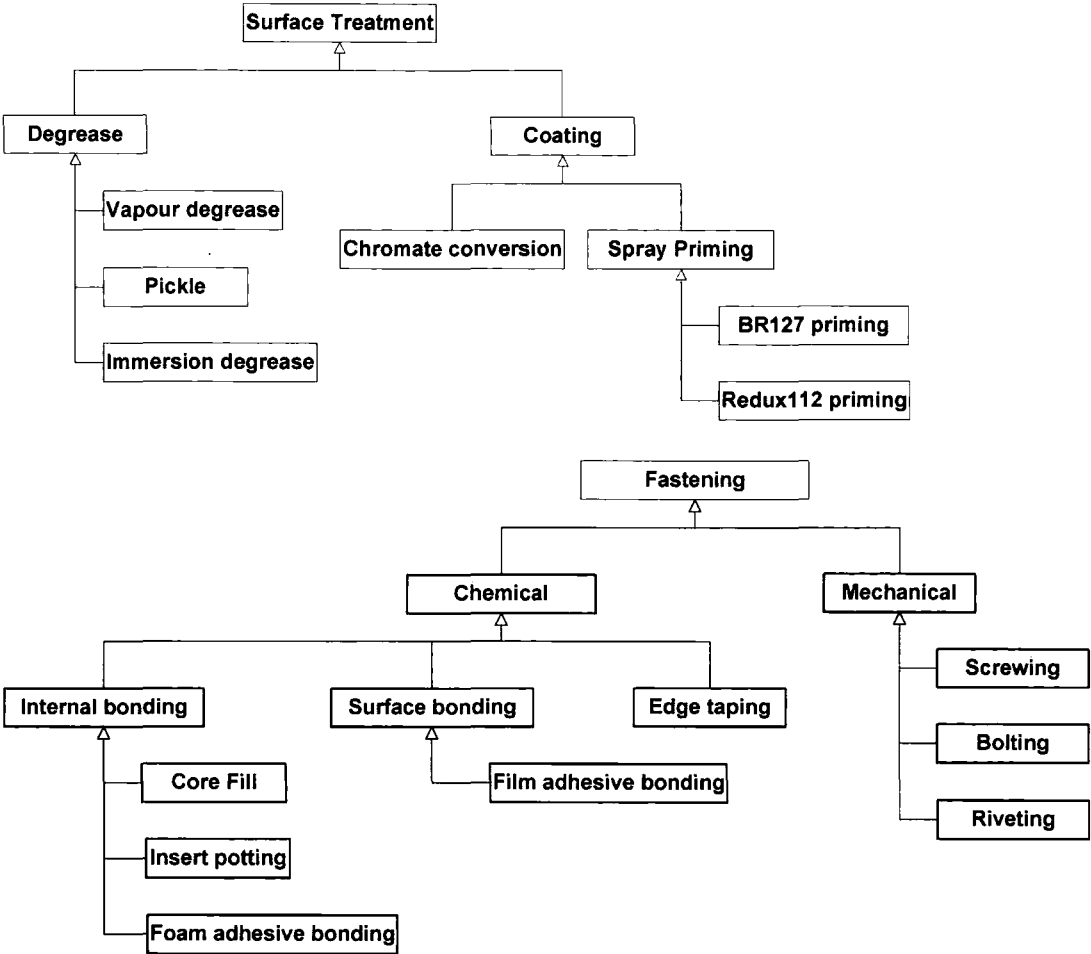 Surface Treatment
Degrease
Coating
Vapour degrease
Pickle
Immersion degrease
Chromate conversion
Spray Priming
BR127 priming
Redux112 priming
Fastening
Chemical
Mechanical
Internal bonding
Surface bonding
Edge taping
Screwing
Bolting
Riveting
Core Fill
Insert potting
Foam adhesive bonding
Film adhesive bonding